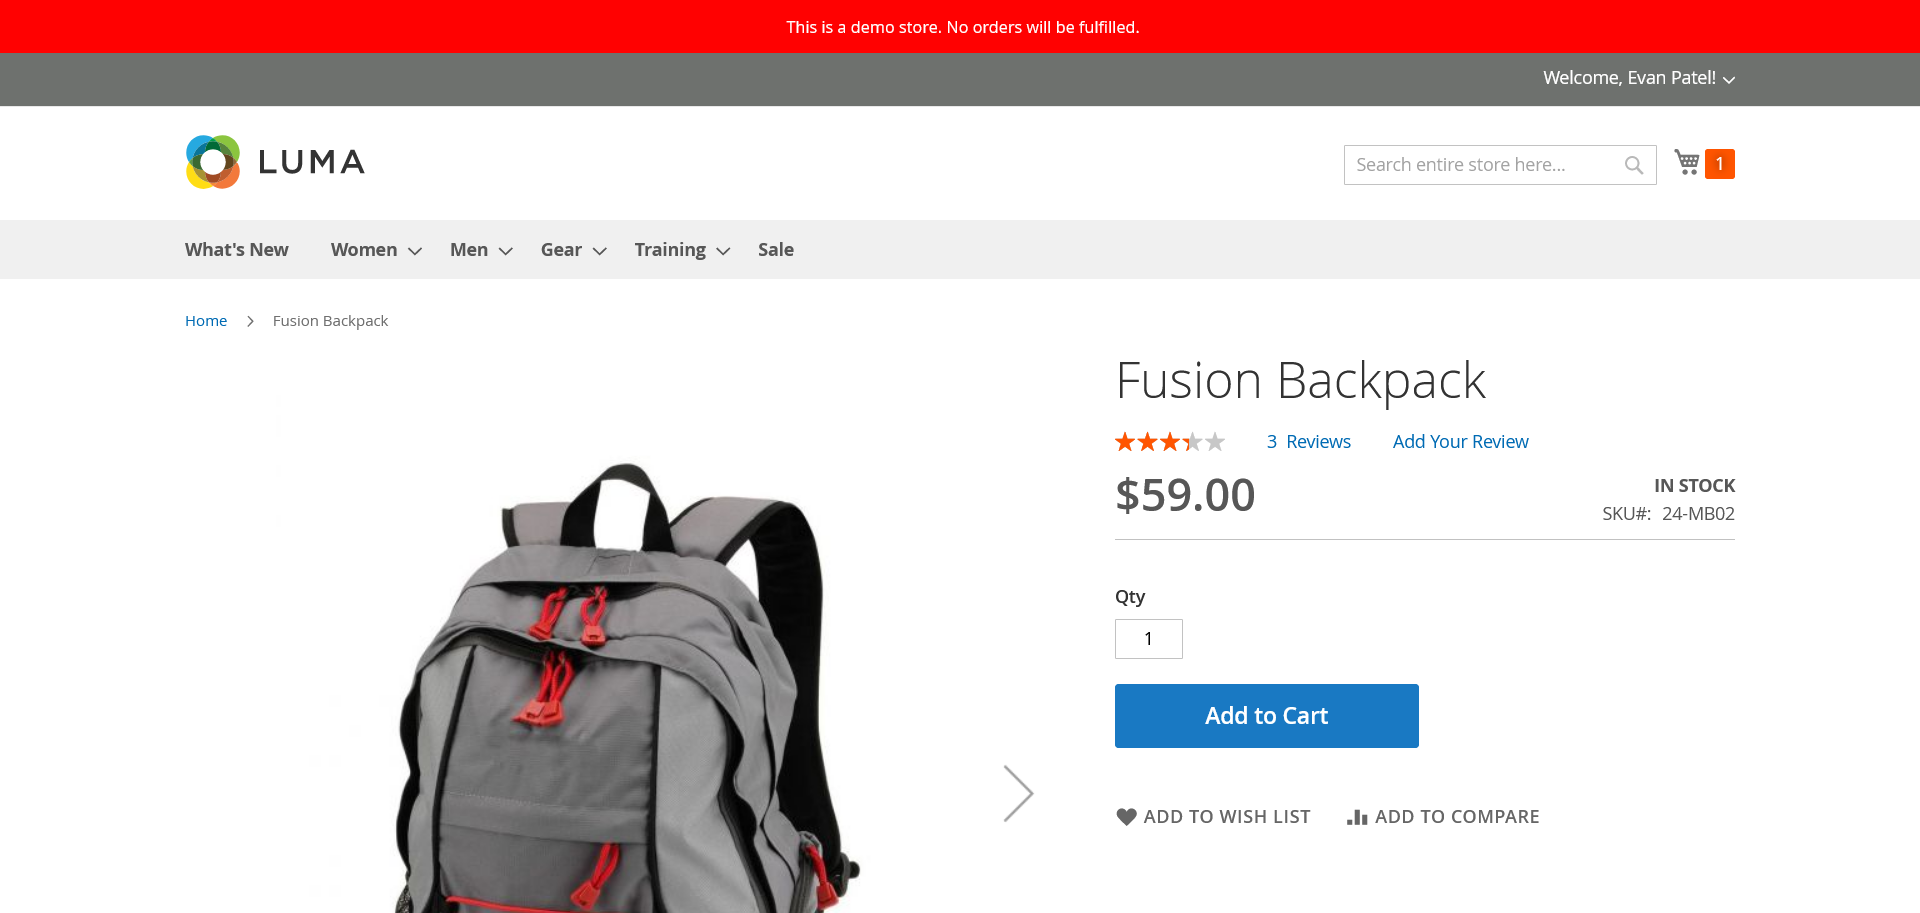 This is a demo store. No orders will be fulfilled.
Welcome, Evan Patel!
LUMA
Search entire store here...
1
What's New Women Men Gear Training Sale
Home Fusion Backpack
Fusion Backpack
3 Reviews Add Your Review
$59.00
IN STOCK
SKU#: 24-MB02
Qty
1
Add to Cart
ADD TO WISH LIST ADD TO COMPARE